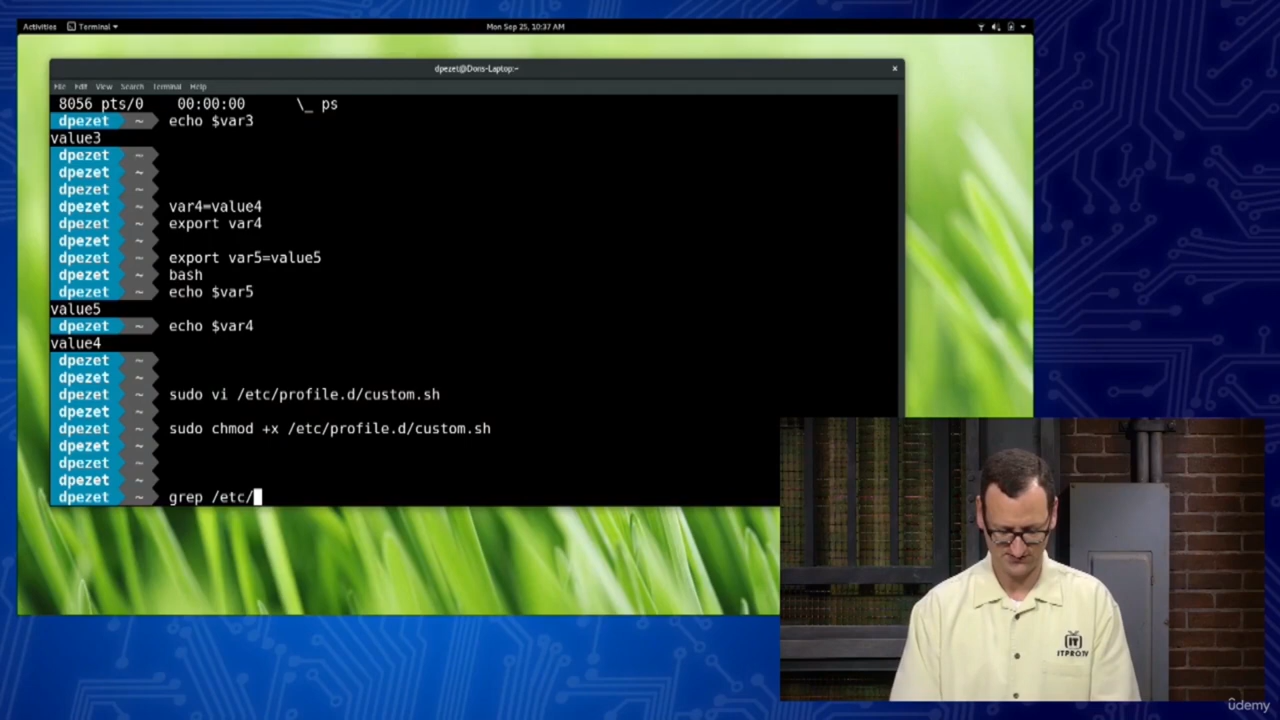 Activities Terminal Mon Sep 25, 10:37 AM
dpezet@Dons-Laptop:~
File Edit View Search Terminal Help
8056 pts/0 00:00:00 \_ ps
dpezet ~ echo $var3
value3
dpezet ~
dpezet ~
dpezet ~
dpezet ~ var4=value4
dpezet ~ export var4
dpezet ~
dpezet ~ export var5=value5
dpezet ~ bash
dpezet ~ echo $var5
value5
dpezet ~ echo $var4
value4
dpezet ~
dpezet ~
dpezet ~ sudo vi /etc/profile.d/custom.sh
dpezet ~
dpezet ~ sudo chmod +x /etc/profile.d/custom.sh
dpezet ~
dpezet ~
dpezet ~
dpezet ~ grep /etc/
IT
ITPROTV
ûdemy